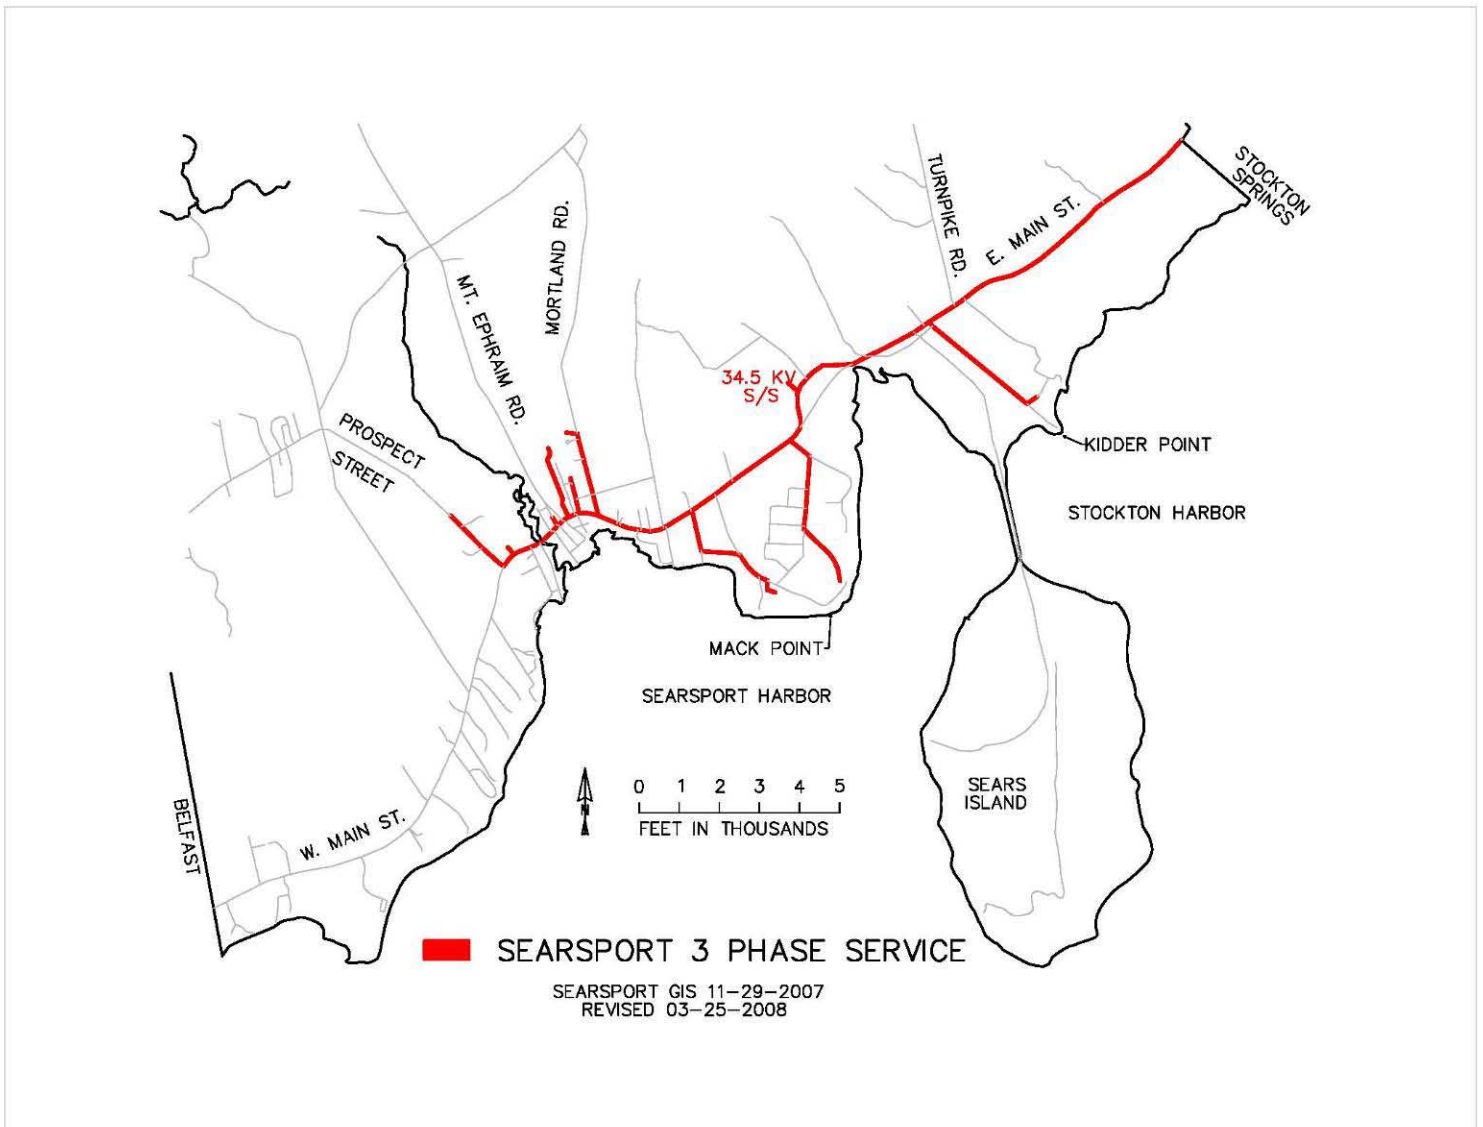 STOCKTON
SPRINGS
TURNPIKE RD.
E. MAIN ST.
MORTLAND RD.
MT. EPHRAIM RD.
34.5 KV
S/S
PROSPECT
STREET
KIDDER POINT
STOCKTON HARBOR
MACK POINT
SEARSPORT HARBOR
0 1 2 3 4 5
FEET IN THOUSANDS
N
SEARS
ISLAND
BELFAST
W. MAIN ST.
SEARSPORT 3 PHASE SERVICE
SEARSPORT GIS 11-29-2007
REVISED 03-25-2008